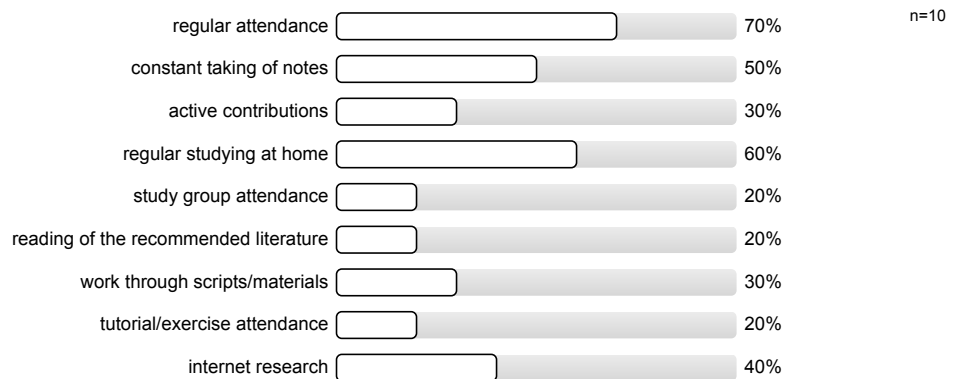 n=10
regular attendance 70%
constant taking of notes 50%
active contributions 30%
regular studying at home 60%
study group attendance 20%
reading of the recommended literature 20%
work through scripts/materials 30%
tutorial/exercise attendance 20%
internet research 40%